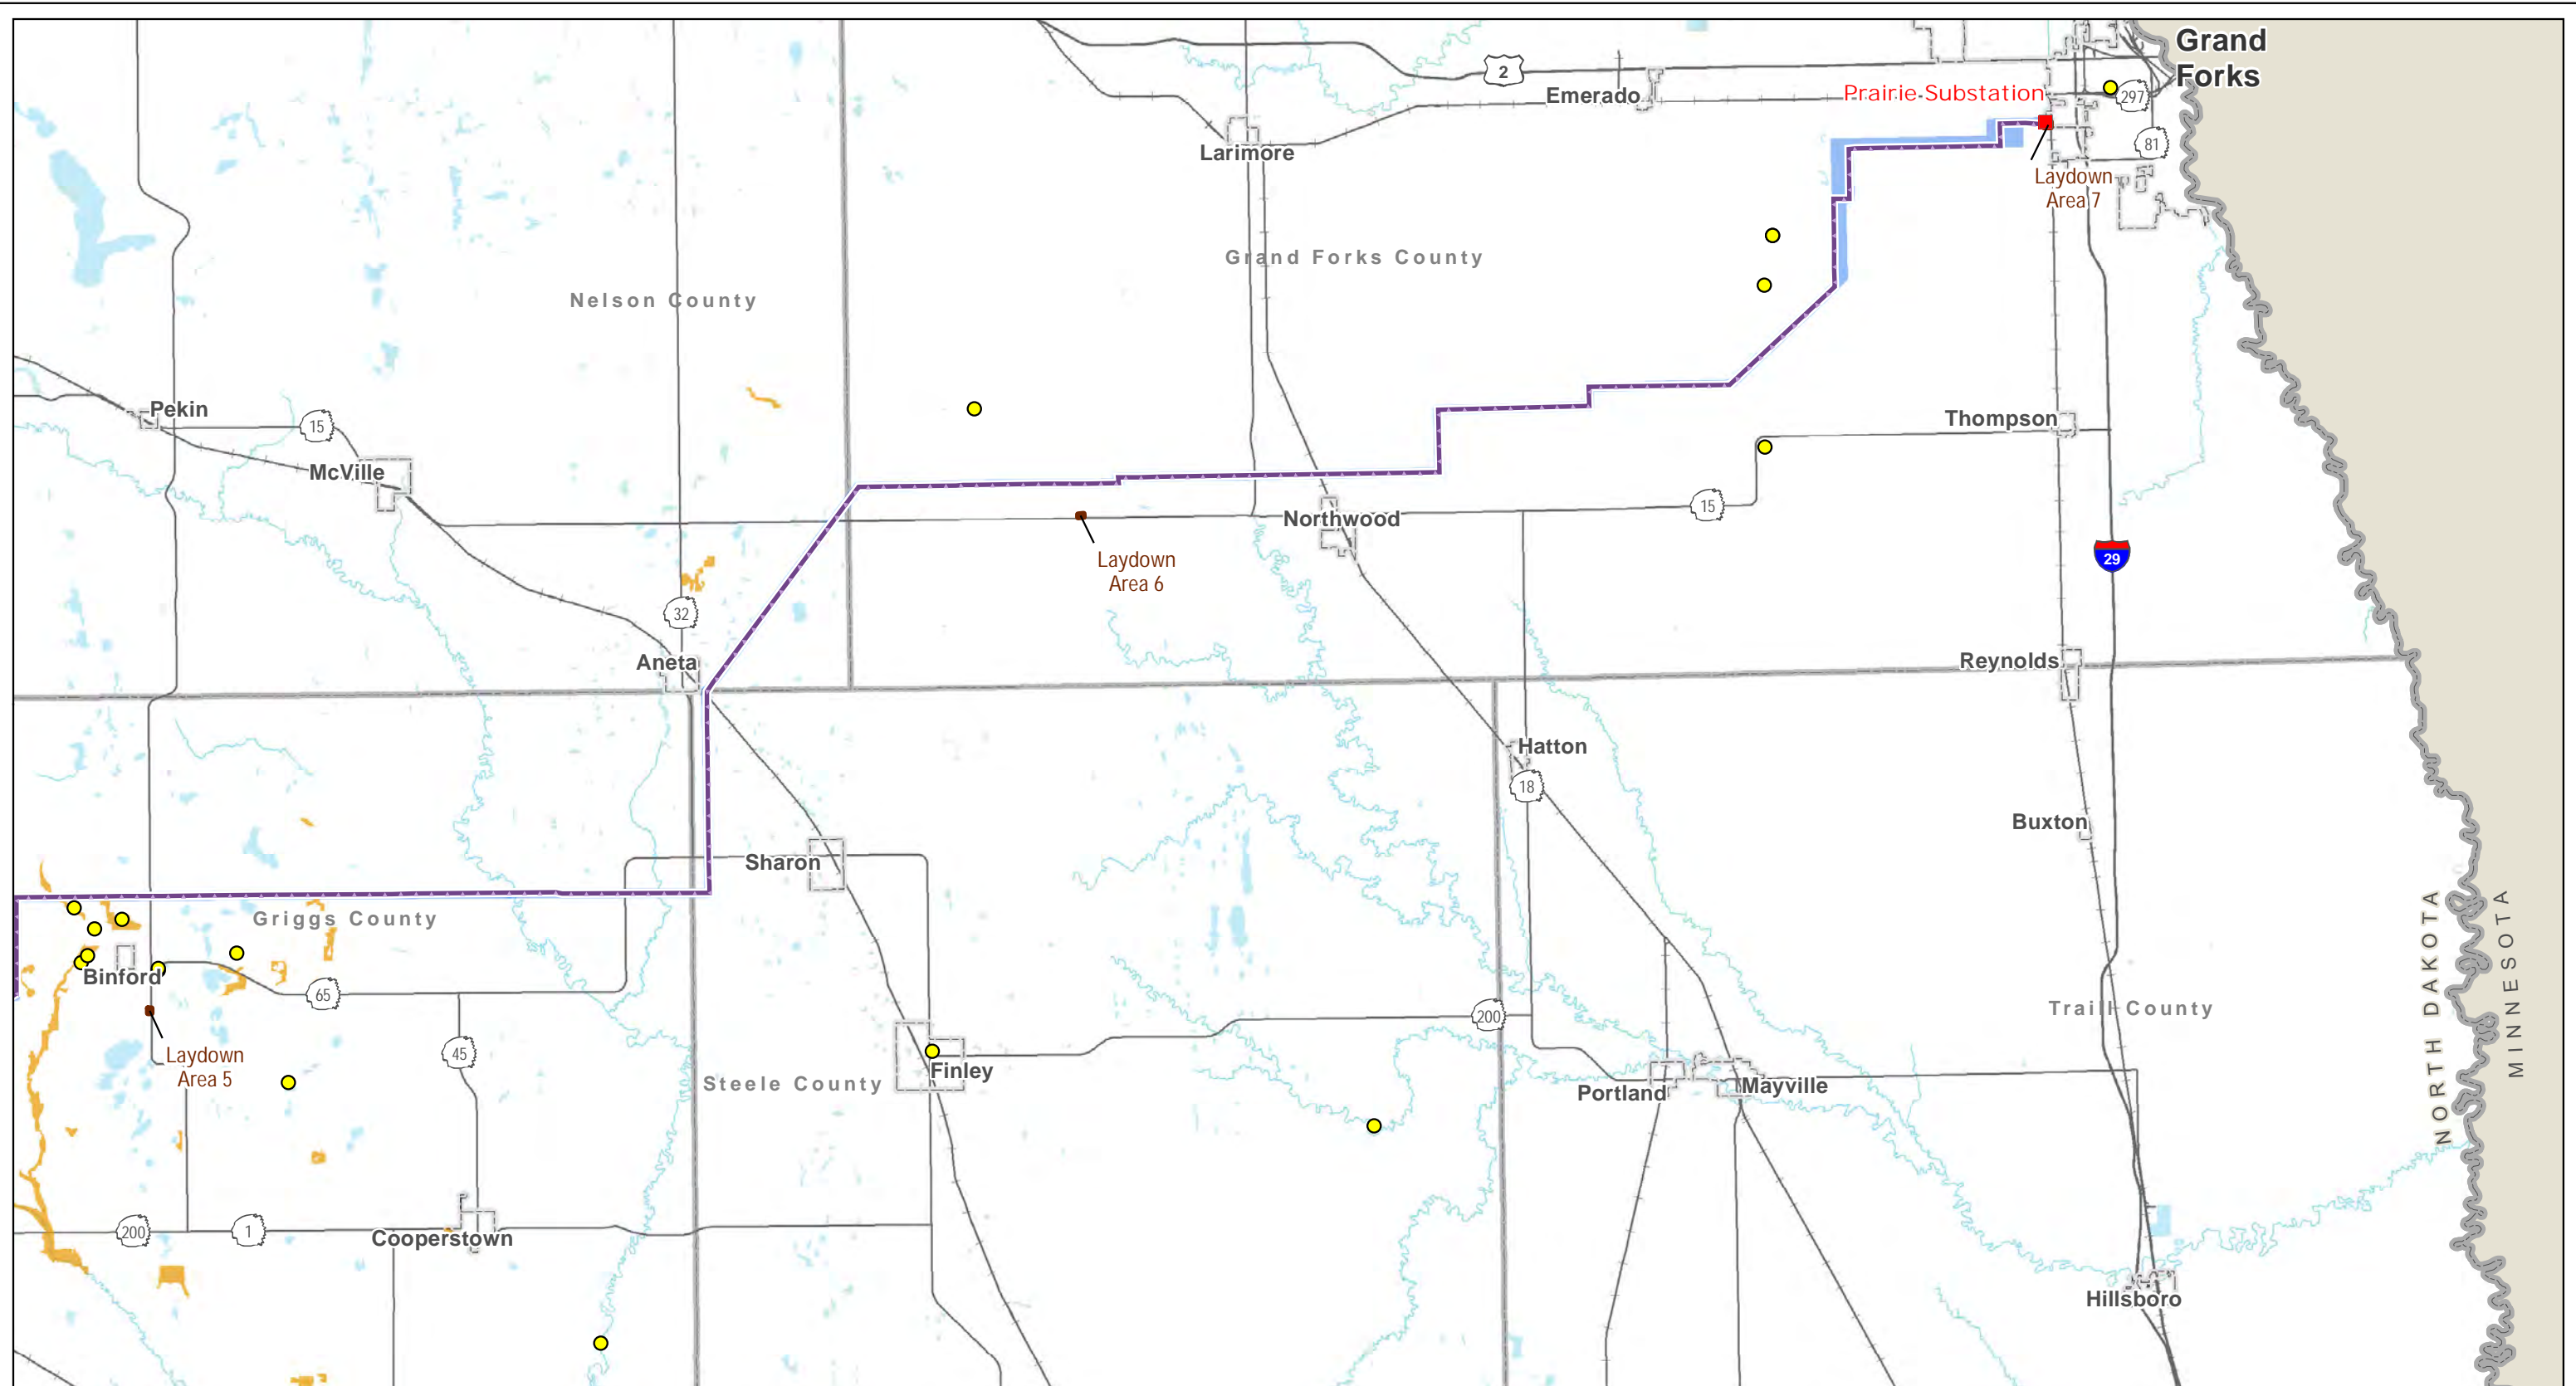 Grand
Forks
2
Emerado
Prairie Substation
297
81
Larimore
Laydown
Area 7
Grand Forks County
Nelson County
Pekin
15
Thompson
McVille
15
Northwood
Laydown
Area 6
29
32
Aneta
Reynolds
Hatton
18
Buxton
Sharon
Griggs County
NORTH DAKOTA
MINNESOTA
Binford
65
200
Traill County
Laydown
Area 5
45
Finley
Steele County
Portland
Mayville
200
1
Cooperstown
Hillsboro